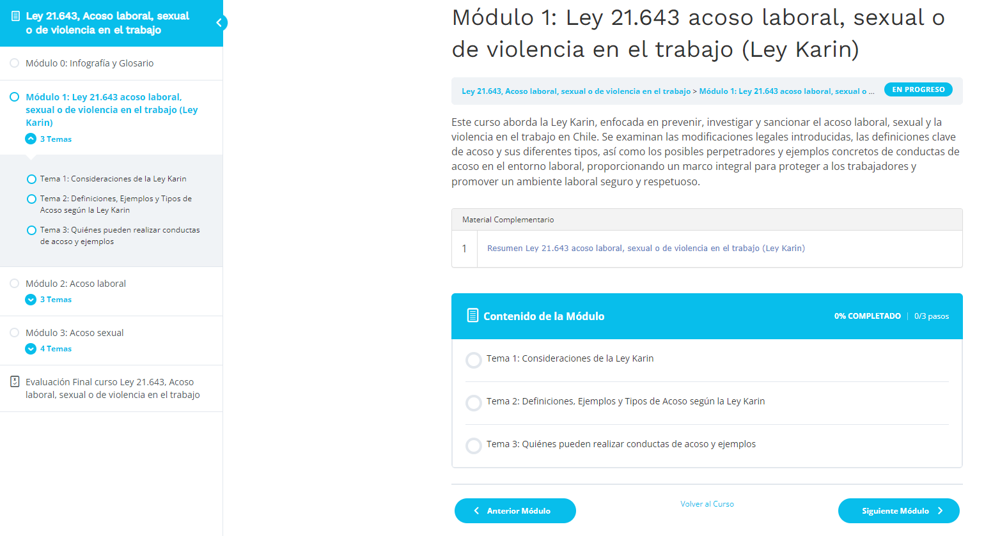 Ley 21.643, Acoso laboral, sexual
o de violencia en el trabajo
Módulo 0: Infografía y Glosario
Módulo 1: Ley 21.643 acoso laboral,
sexual o de violencia en el trabajo (Ley
Karin)
3 Temas
Tema 1: Consideraciones de la Ley Karin
Tema 2: Definiciones, Ejemplos y Tipos de
Acoso según la Ley Karin
Tema 3: Quiénes pueden realizar conductas
de acoso y ejemplos
Módulo 2: Acoso laboral
3 Temas
Módulo 3: Acoso sexual
4 Temas
Evaluación Final curso Ley 21.643, Acoso
laboral, sexual o de violencia en el trabajo
Módulo 1: Ley 21.643 acoso laboral, sexual o
de violencia en el trabajo (Ley Karin)
Ley 21.643, Acoso laboral, sexual o de violencia en el trabajo > Módulo 1: Ley 21.643 acoso laboral, sexual o ... EN PROGRESO
Este curso aborda la Ley Karin, enfocada en prevenir, investigar y sancionar el acoso laboral, sexual y la
violencia en el trabajo en Chile. Se examinan las modificaciones legales introducidas, las definiciones clave
de acoso y sus diferentes tipos, así como los posibles perpetradores y ejemplos concretos de conductas de
acoso en el entorno laboral, proporcionando un marco integral para proteger a los trabajadores y
promover un ambiente laboral seguro y respetuoso.
Material Complementario
1 Resumen Ley 21.643 acoso laboral, sexual o de violencia en el trabajo (Ley Karin)
Contenido de la Módulo 0% COMPLETADO | 0/3 pasos
Tema 1: Consideraciones de la Ley Karin
Tema 2: Definiciones, Ejemplos y Tipos de Acoso según la Ley Karin
Tema 3: Quiénes pueden realizar conductas de acoso y ejemplos
Anterior Módulo Volver al Curso Siguiente Módulo